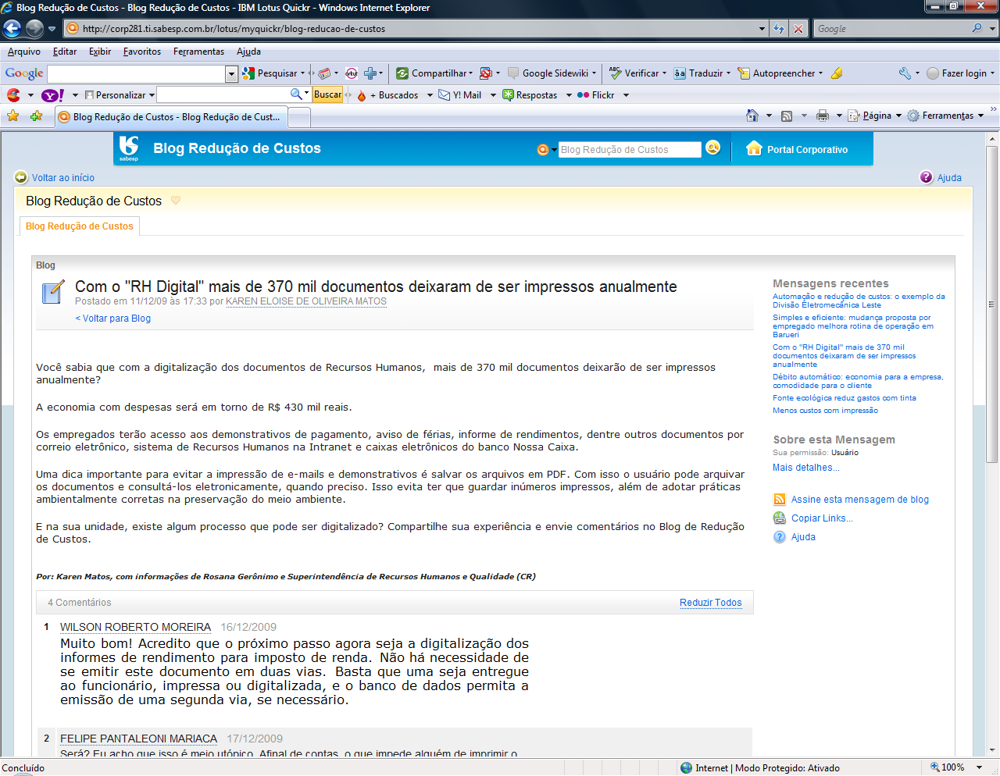 Blog Redução de Custos - Blog Redução de Custos - IBM Lotus Quickr - Windows Internet Explorer
http://corp281.ti.sabesp.com.br/lotus/myquickr/blog-reducao-de-custos
Google
Arquivo Editar Exibir Favoritos Ferramentas Ajuda
Google Pesquisar orkut Compartilhar Google Sidewiki ABC Verificar Traduzir Autopreencher Fazer login
Y! Personalizar Buscar + Buscados Y! Mail Respostas Flickr
Blog Redução de Custos - Blog Redução de Cust... Página Ferramentas
sabesp Blog Redução de Custos Blog Redução de Custos Portal Corporativo
Voltar ao início Ajuda
Blog Redução de Custos
Blog Redução de Custos
Blog
Com o "RH Digital" mais de 370 mil documentos deixaram de ser impressos anualmente
Postado em 11/12/09 às 17:33 por KAREN ELOISE DE OLIVEIRA MATOS
< Voltar para Blog
Você sabia que com a digitalização dos documentos de Recursos Humanos, mais de 370 mil documentos deixarão de ser impressos
anualmente?
A economia com despesas será em torno de R$ 430 mil reais.
Os empregados terão acesso aos demonstrativos de pagamento, aviso de férias, informe de rendimentos, dentre outros documentos por
correio eletrônico, sistema de Recursos Humanos na Intranet e caixas eletrônicos do banco Nossa Caixa.
Uma dica importante para evitar a impressão de e-mails e demonstrativos é salvar os arquivos em PDF. Com isso o usuário pode arquivar
os documentos e consultá-los eletronicamente, quando preciso. Isso evita ter que guardar inúmeros impressos, além de adotar práticas
ambientalmente corretas na preservação do meio ambiente.
E na sua unidade, existe algum processo que pode ser digitalizado? Compartilhe sua experiência e envie comentários no Blog de Redução
de Custos.
Por: Karen Matos, com informações de Rosana Gerônimo e Superintendência de Recursos Humanos e Qualidade (CR)
4 Comentários Reduzir Todos
1 WILSON ROBERTO MOREIRA 16/12/2009
Muito bom! Acredito que o próximo passo agora seja a digitalização dos
informes de rendimento para imposto de renda. Não há necessidade de
se emitir este documento em duas vias. Basta que uma seja entregue
ao funcionário, impressa ou digitalizada, e o banco de dados permita a
emissão de uma segunda via, se necessário.
2 FELIPE PANTALEONI MARIACA 17/12/2009
Será? Eu acho que isso é meio utópico. Afinal de contas, o que impede alguém de imprimir o
Mensagens recentes
Automação e redução de custos: o exemplo da
Divisão Eletromecânica Leste
Simples e eficiente: mudança proposta por
empregado melhora rotina de operação em
Barueri
Com o "RH Digital" mais de 370 mil
documentos deixaram de ser impressos
anualmente
Débito automático: economia para a empresa,
comodidade para o cliente
Fonte ecológica reduz gastos com tinta
Menos custos com impressão
Sobre esta Mensagem
Sua permissão: Usuário
Mais detalhes...
Assine esta mensagem de blog
Copiar Links...
Ajuda
Concluído Internet | Modo Protegido: Ativado 100%